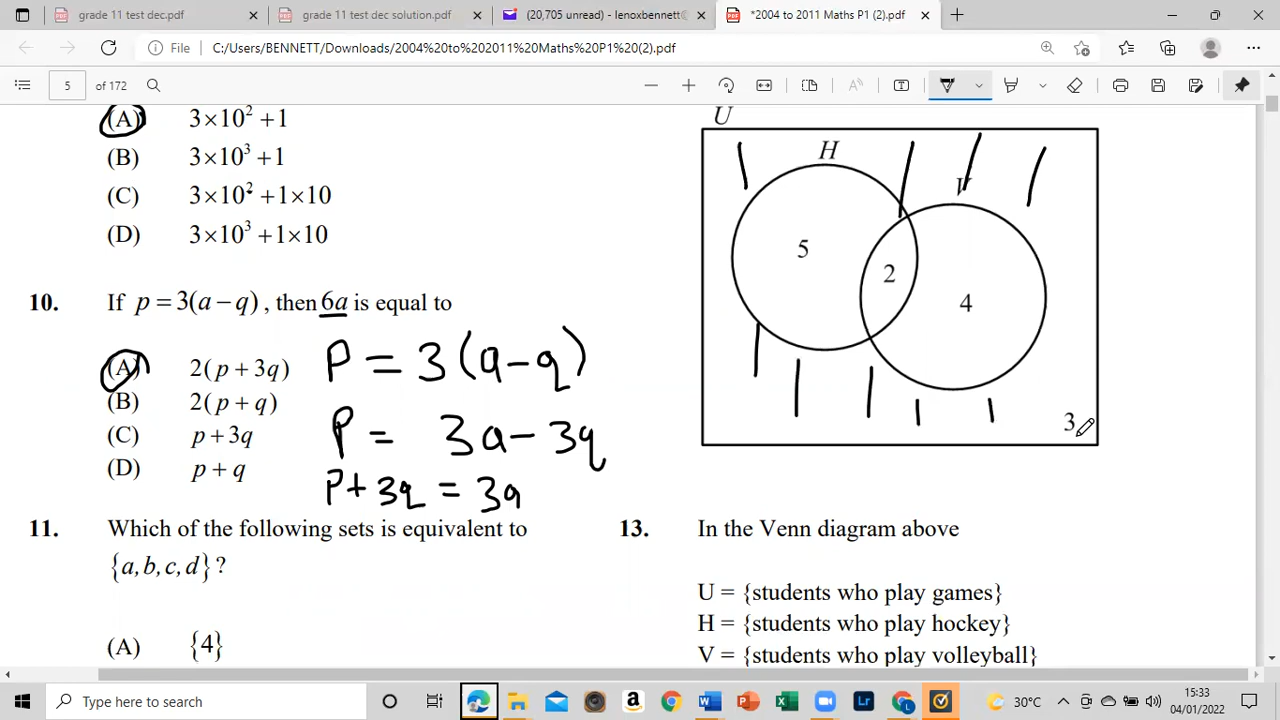 grade 11 test dec.pdf
grade 11 test dec solution.pdf
(20,705 unread) - lenoxbennett@
*2004 to 2011 Maths P1 (2).pdf
File
C:/Users/BENNETT/Downloads/2004%20to%202011%20Maths%20P1%20(2).pdf
5 of 172
(A) 3×10² +1
(B) 3×10³ +1
(C) 3×10² +1×10
(D) 3×10³ +1×10
10. If p = 3(a − q), then 6a is equal to
(A) 2(p + 3q)
(B) 2(p + q)
(C) p + 3q
(D) p + q
P = 3(a − q)
P = 3a − 3q
P + 3q = 3a
11. Which of the following sets is equivalent to
{a, b, c, d} ?
(A) {4}
U
H
V
5
2
4
3
13. In the Venn diagram above
U = {students who play games}
H = {students who play hockey}
V = {students who play volleyball}
Type here to search
30°C
15:33
04/01/2022